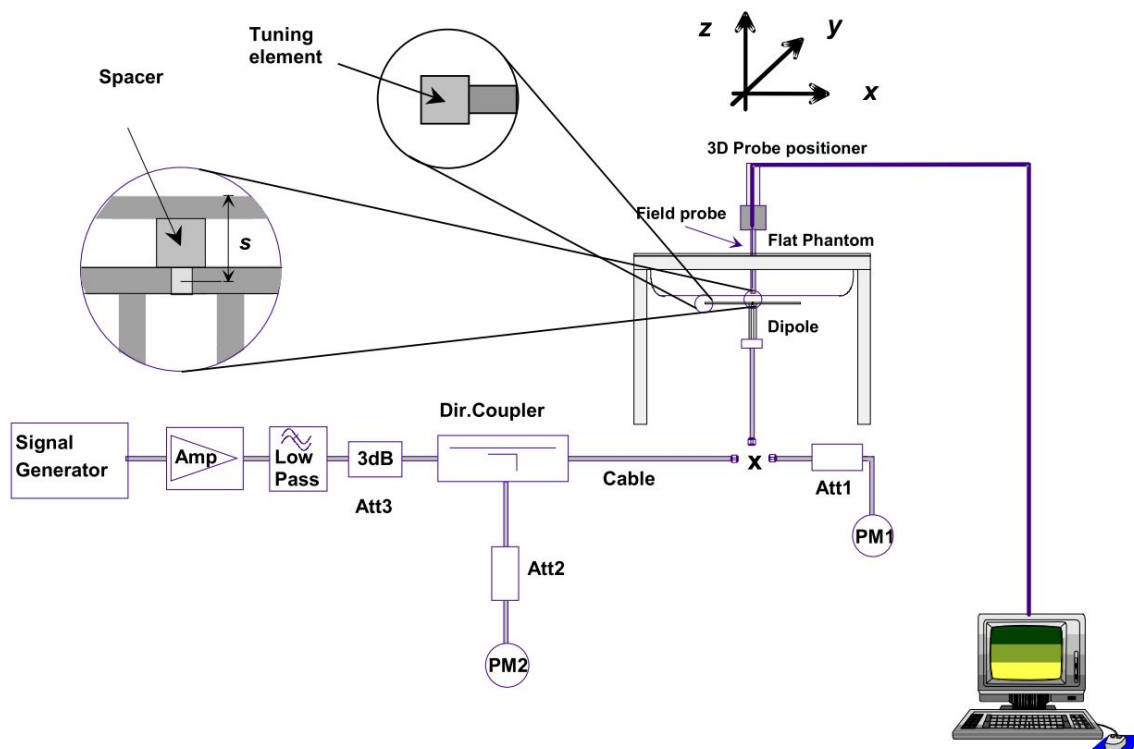 Tuning
element
Spacer
s
z
y
x
3D Probe positioner
Field probe
Flat Phantom
Dipole
Dir.Coupler
Signal
Generator
Amp
Low
Pass
3dB
Att3
Cable
x
Att1
PM1
Att2
PM2